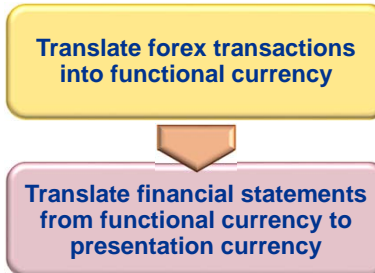 Translate forex transactions
into functional currency
Translate financial statements
from functional currency to
presentation currency